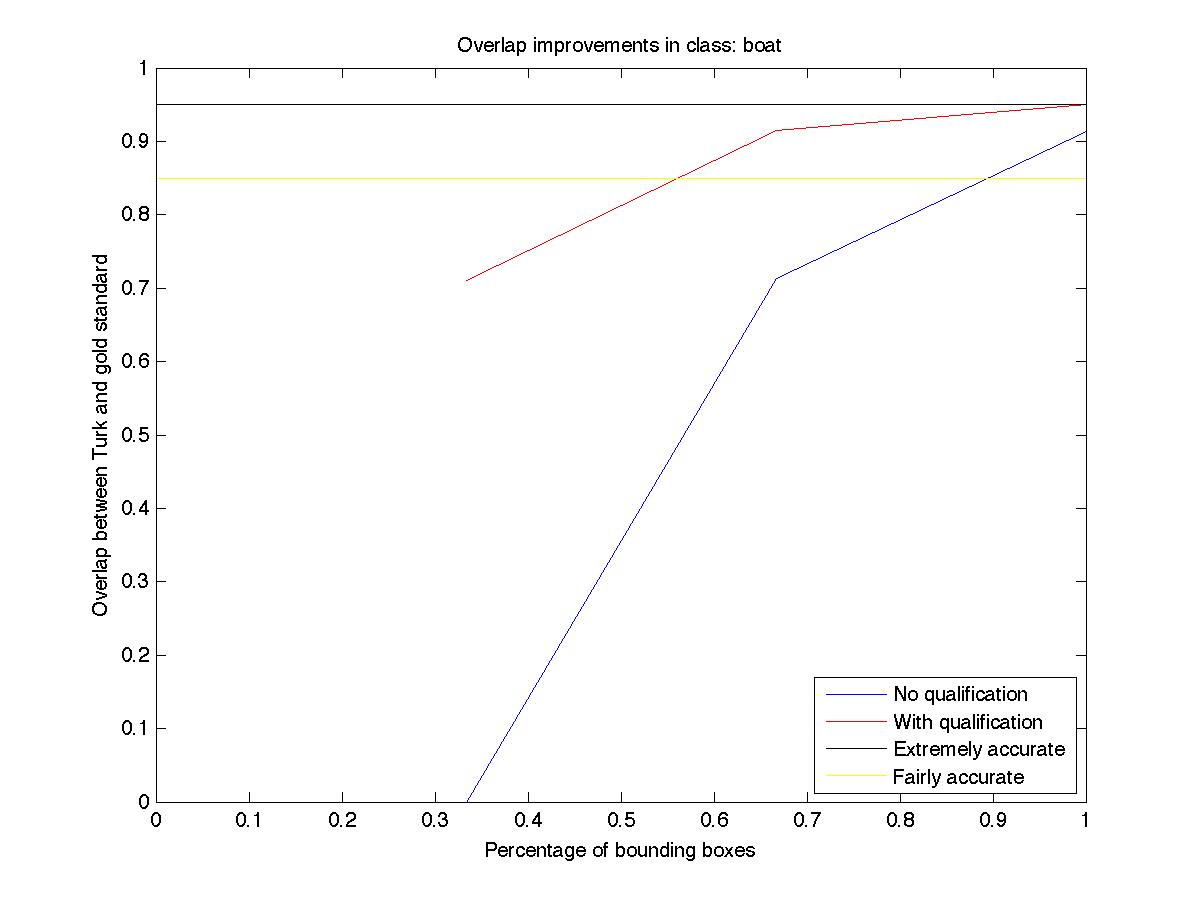 Overlap improvements in class: boat
1
0.9
0.8
0.7
0.6
0.5
0.4
0.3
0.2
0.1
0
Overlap between Turk and gold standard
No qualification
With qualification
Extremely accurate
Fairly accurate
0 0.1 0.2 0.3 0.4 0.5 0.6 0.7 0.8 0.9 1
Percentage of bounding boxes